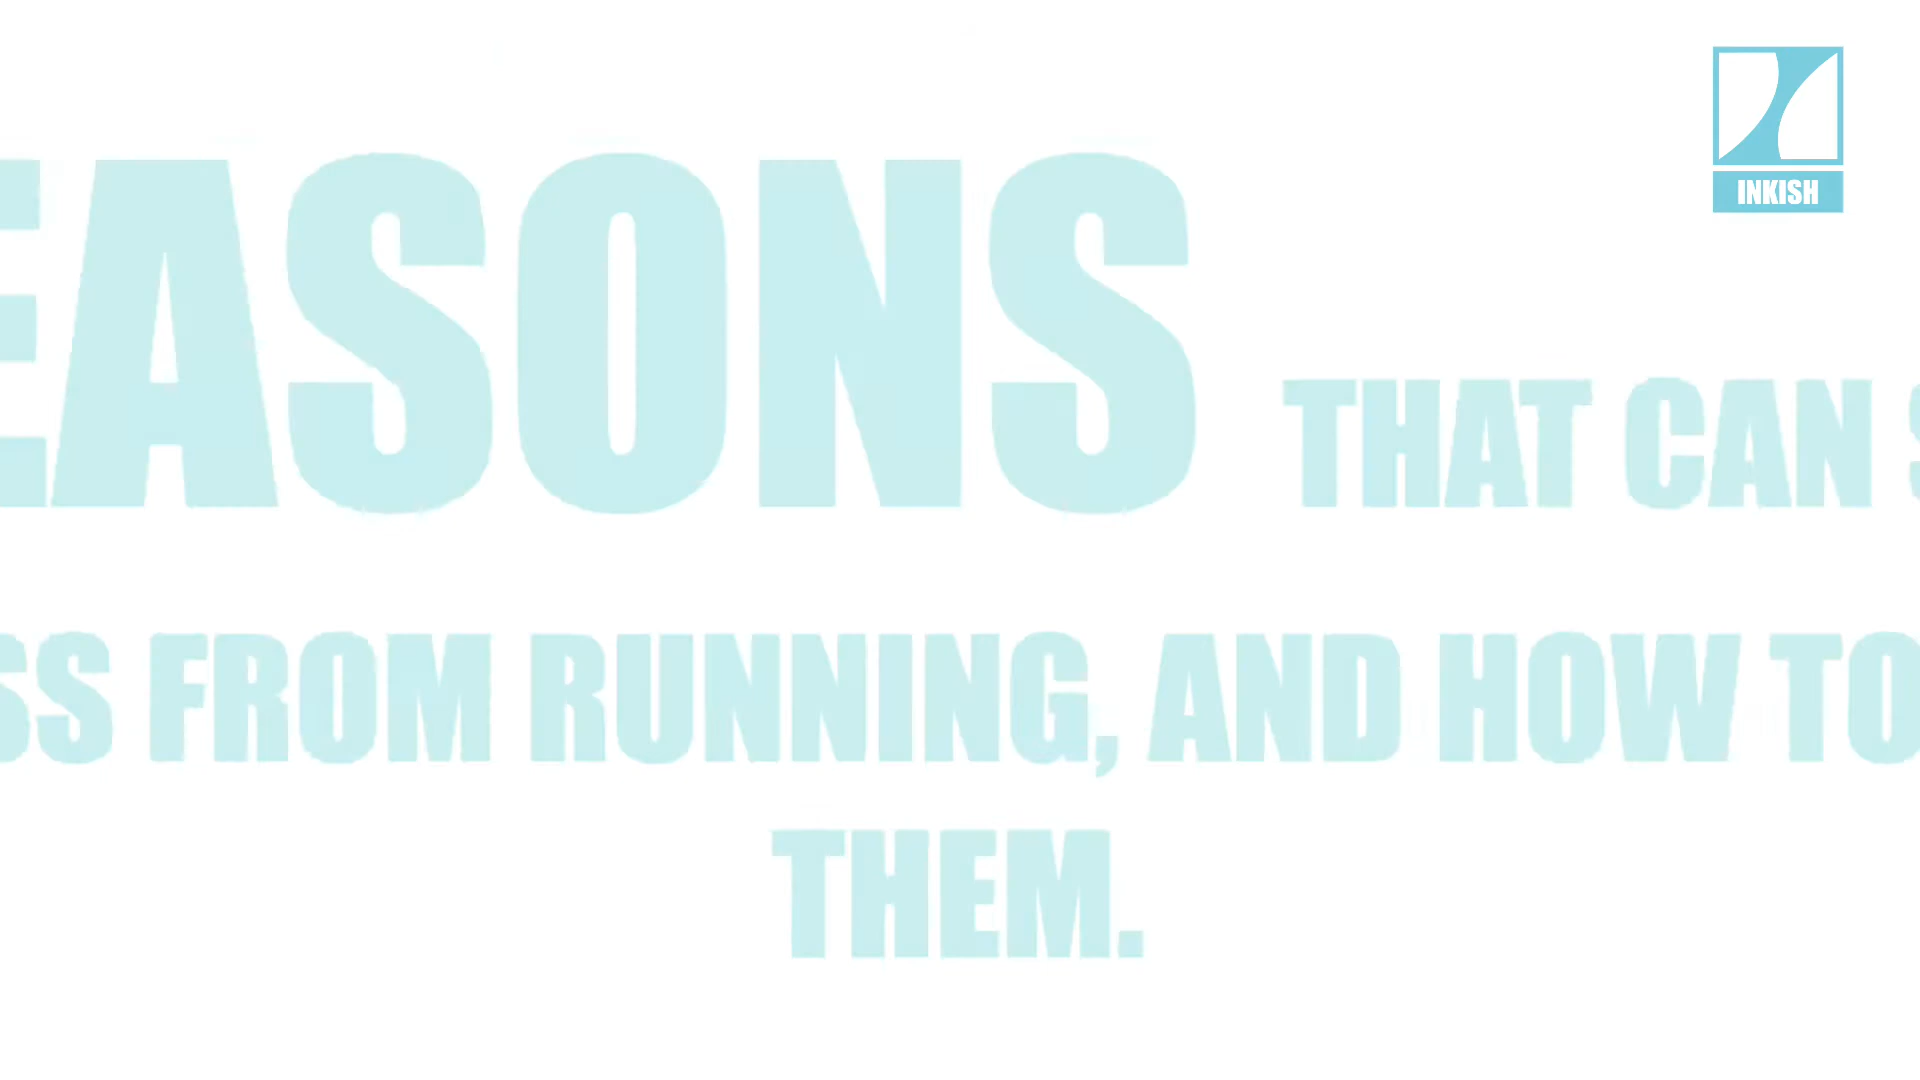 INKISH
EASONS THAT CAN S
SS FROM RUNNING, AND HOW TO
THEM.